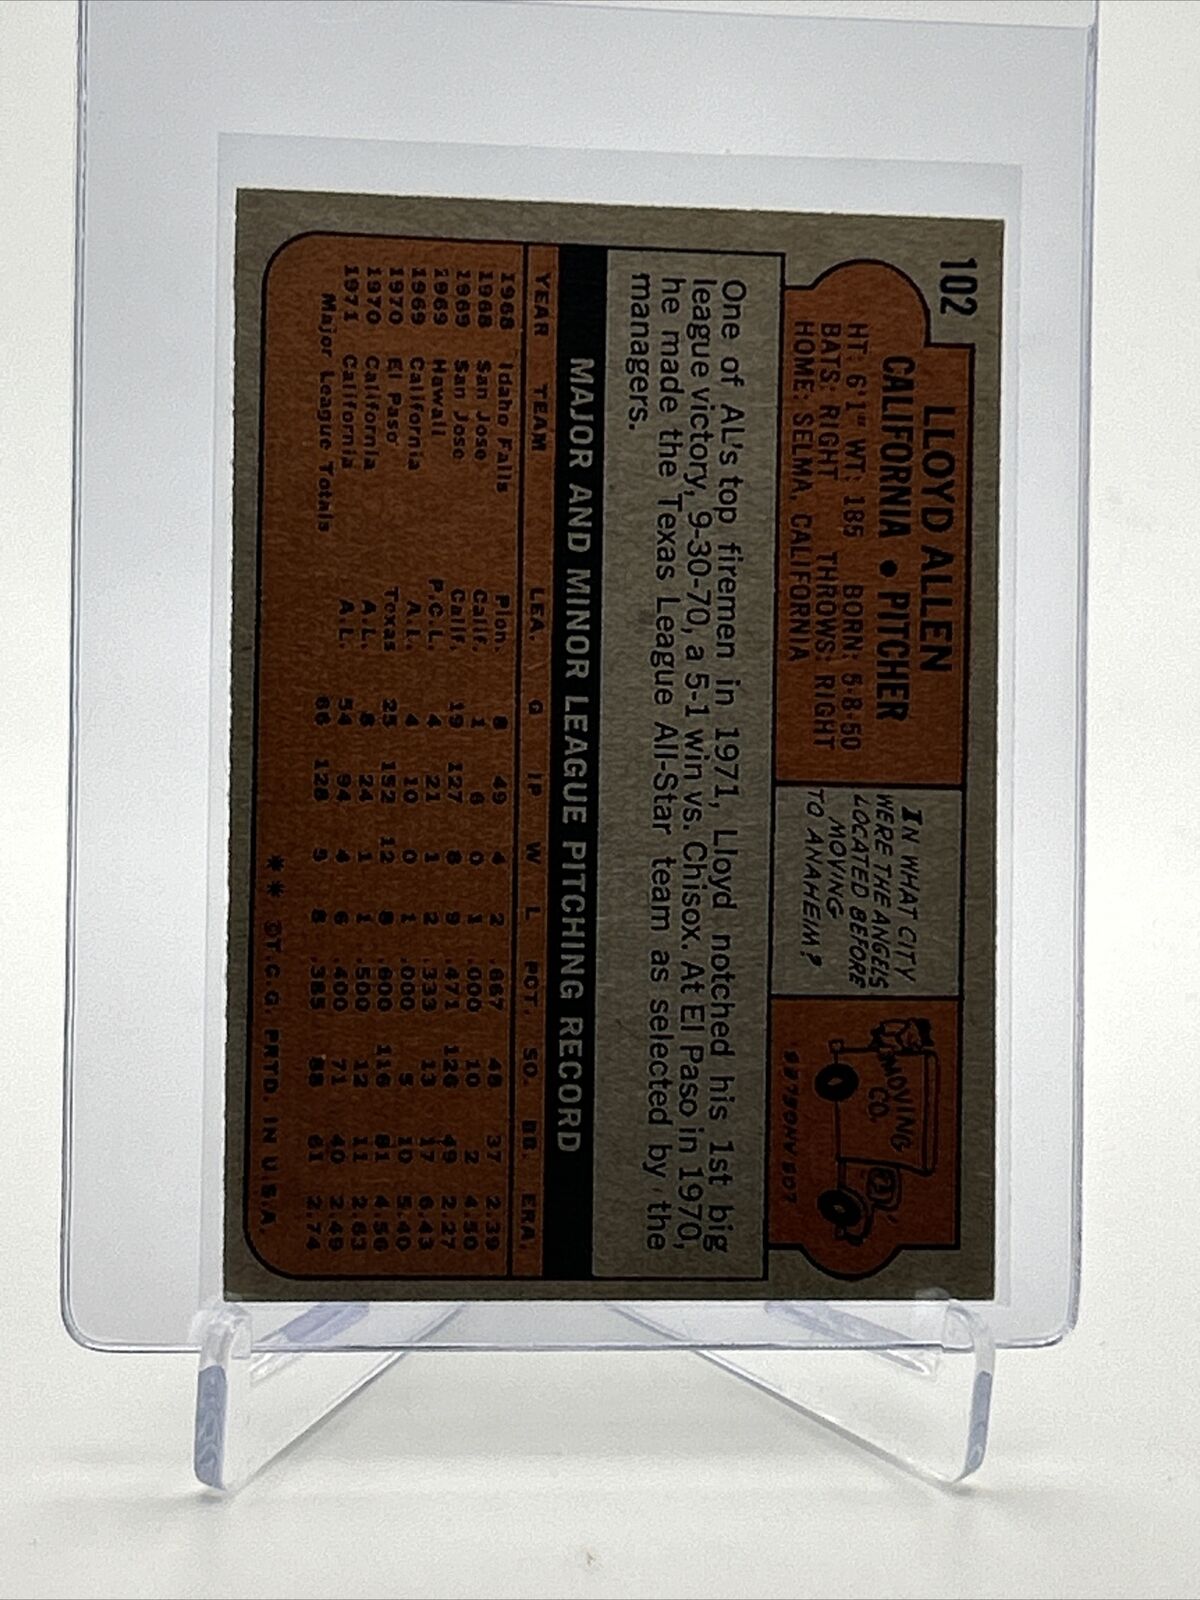 102
LLOYD ALLEN
CALIFORNIA • PITCHER
HT: 6'1" WT: 185 BORN: 5-8-50
BATS: RIGHT THROWS: RIGHT
HOME: SELMA, CALIFORNIA
IN WHAT CITY
WERE THE ANGELS
LOCATED BEFORE
MOVING
TO ANAHEIM?
MOVING
CO.
LOS ANGELES
One of AL's top firemen in 1971, Lloyd notched his 1st big
league victory, 9-30-70, a 5-1 win vs. Chisox. At El Paso in 1970,
he made the Texas League All-Star team as selected by the
managers.
MAJOR AND MINOR LEAGUE PITCHING RECORD
YEAR TEAM LEA. G IP W L PCT. SO. BB. ERA.
1968 Idaho Falls Pion. 8 49 4 2 .667 48 37 2.39
1968 San Jose Calif. 1 6 0 1 .000 10 2 4.50
1969 San Jose Calif. 19 127 8 9 .471 126 49 2.27
1969 Hawaii P.C.L. 4 21 1 2 .333 13 17 6.43
1969 California A.L. 4 10 0 1 .000 5 10 5.40
1970 El Paso Texas 25 152 12 8 .600 116 81 4.56
1970 California A.L. 8 24 1 1 .500 12 11 2.63
1971 California A.L. 54 94 4 6 .400 71 40 2.49
Major League Totals 66 128 5 8 .385 88 61 2.74
** ©T.C.G. PRTD. IN U.S.A.